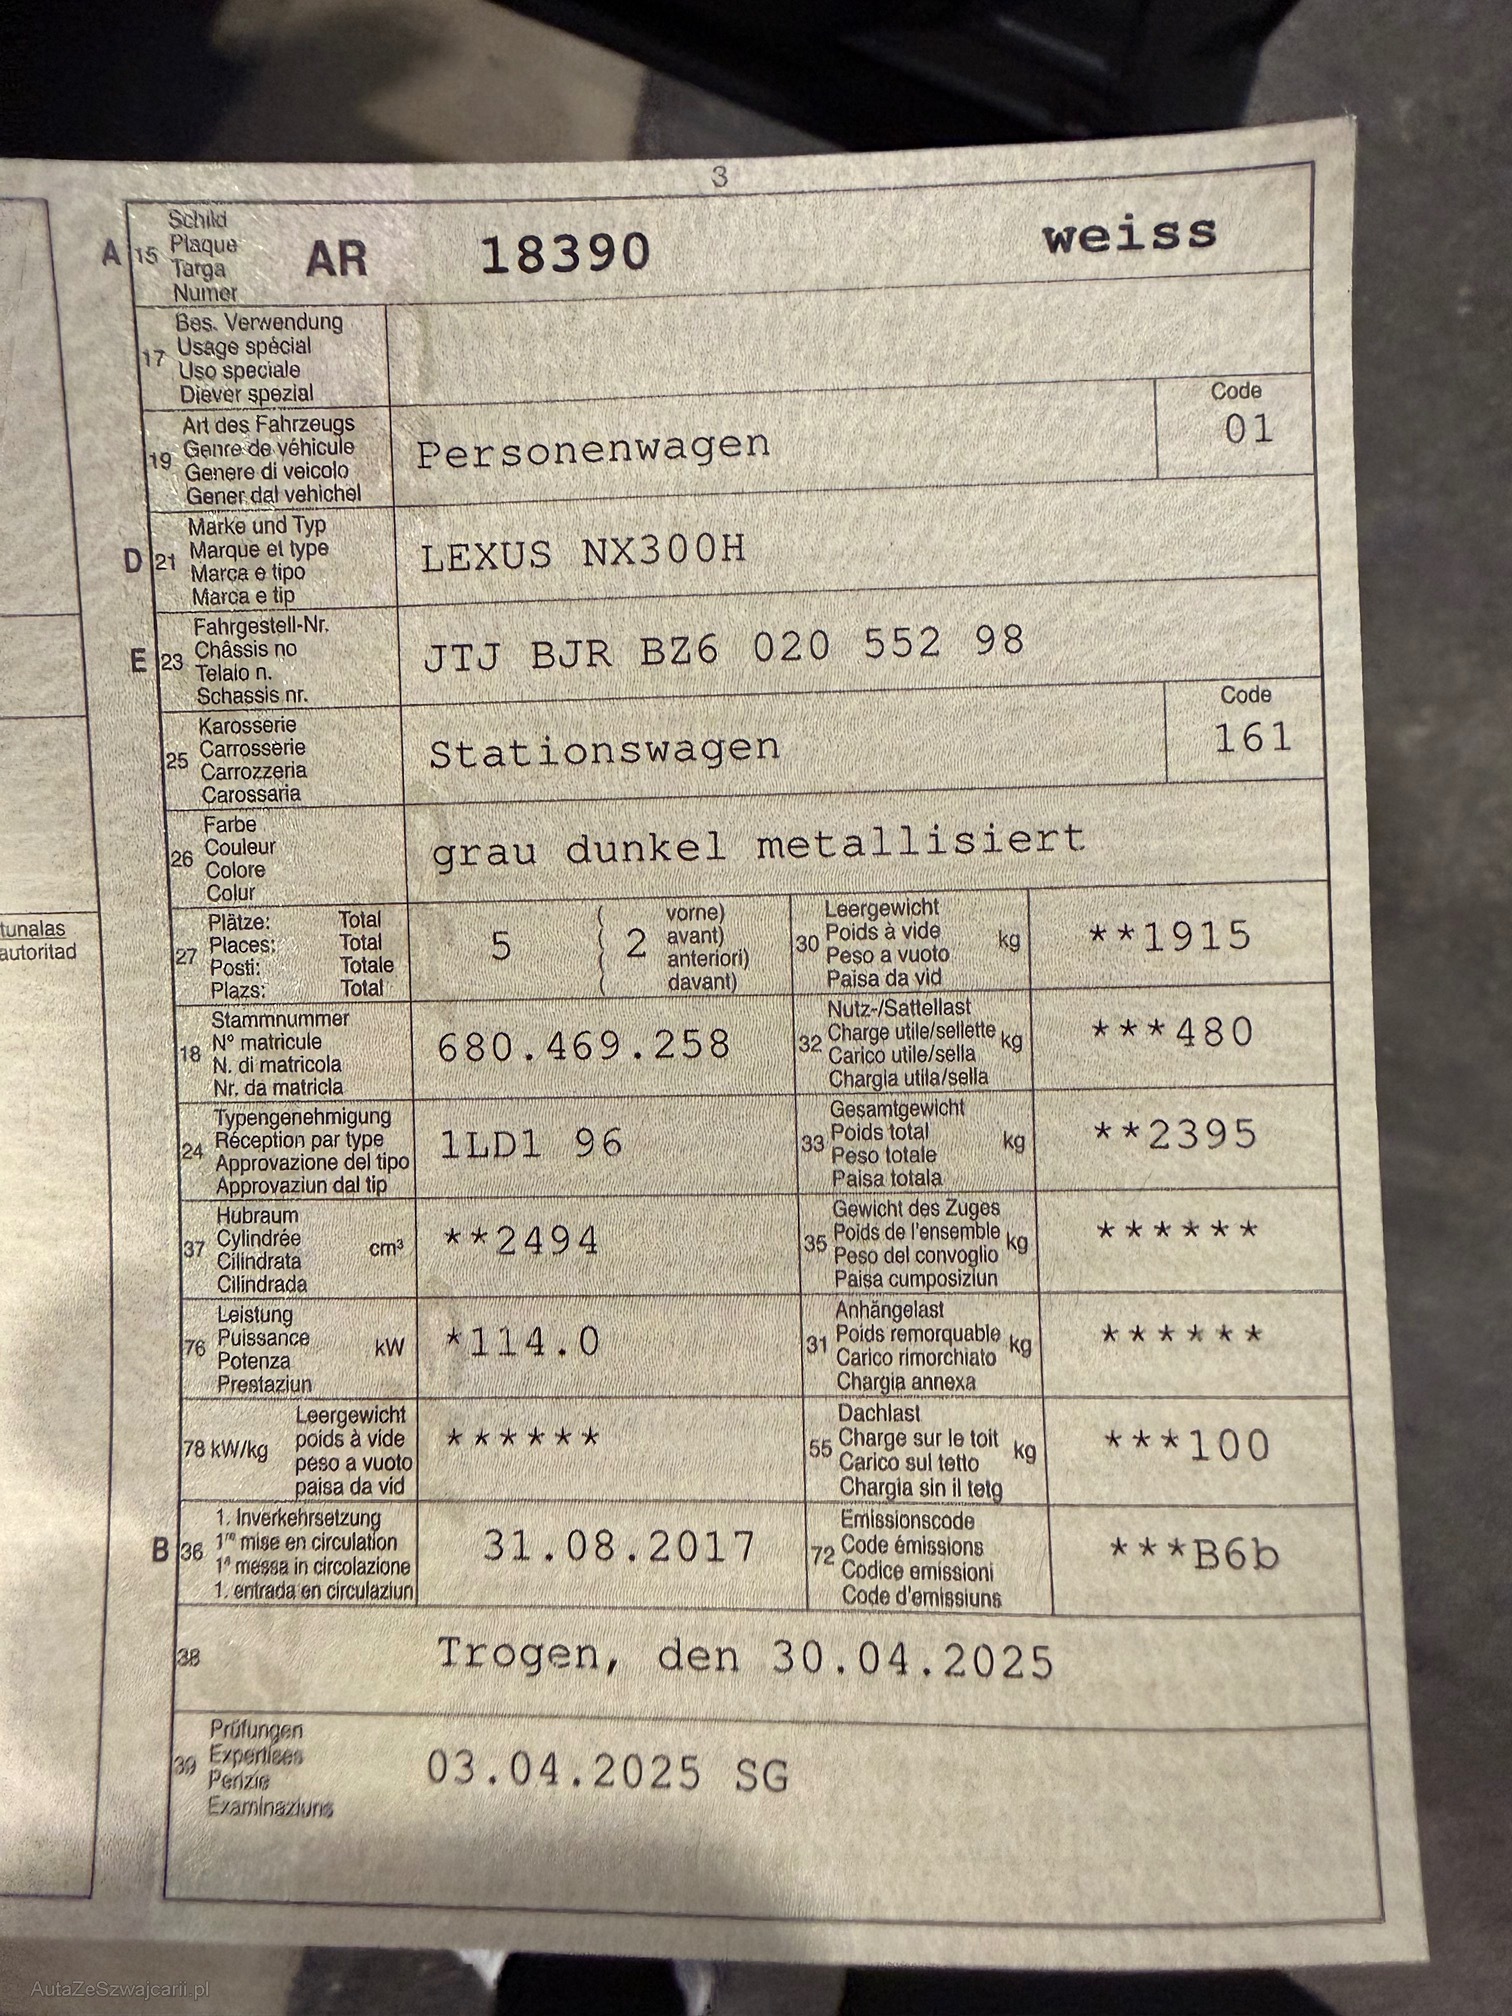 3
A 15 Schild Plaque Targa Numer AR 18390 weiss
17 Bes. Verwendung
Usage spécial
Uso speciale
Diever spezial
19 Art des Fahrzeugs
Genre de véhicule
Genere di veicolo
Gener dal vehichel
Personenwagen
Code
01
D 21 Marke und Typ
Marque et type
Marca e tipo
Marca e tip
LEXUS NX300H
E 23 Fahrgestell-Nr.
Châssis no
Telaio n.
Schassis nr.
JTJ BJR BZ6 020 552 98
25 Karosserie
Carrosserie
Carrozzeria
Carossaria
Stationswagen
Code
161
26 Farbe
Couleur
Colore
Colur
grau dunkel metallisiert
27 Plätze: Total
Places: Total
Posti: Totale
Plazs: Total
5 ( 2 vorne)
( avant)
( anteriori)
( davant)
30 Leergewicht
Poids à vide
Peso a vuoto
Paisa da vid
kg
**1915
18 Stammnummer
N° matricule
N. di matricola
Nr. da matricla
680.469.258
32 Nutz-/Sattellast
Charge utile/sellette
Carico utile/sella
Chargia utila/sella
kg
***480
24 Typengenehmigung
Réception par type
Approvazione del tipo
Approvaziun dal tip
1LD1 96
33 Gesamtgewicht
Poids total
Peso totale
Paisa totala
kg
**2395
37 Hubraum
Cylindrée
Cilindrata
Cilindrada
cm³
**2494
35 Gewicht des Zuges
Poids de l'ensemble
Peso del convoglio
Paisa cumposiziun
kg
******
76 Leistung
Puissance
Potenza
Prestaziun
kW
*114.0
31 Anhängelast
Poids remorquable
Carico rimorchiato
Chargia annexa
kg
******
78 kW/kg
Leergewicht
poids à vide
peso a vuoto
paisa da vid
******
55 Dachlast
Charge sur le toit
Carico sul tetto
Chargia sin il tetg
kg
***100
B 36 1. Inverkehrsetzung
1re mise en circulation
1a messa in circolazione
1. entrada en circulaziun
31.08.2017
72 Emissionscode
Code émissions
Codice emissioni
Code d'emissiuns
***B6b
38 Trogen, den 30.04.2025
39 Prüfungen
Expertises
Perizie
Examinaziuns
03.04.2025 SG
tunalas
autoritad
AutaZeSzwajcarii.pl